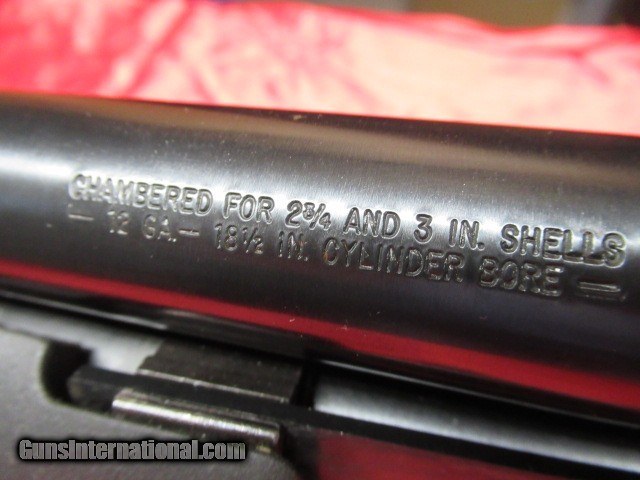 CHAMBERED FOR 2¾ AND 3 IN. SHELLS
— 12 GA. — 18½ IN. CYLINDER BORE —
GunsInternational.com